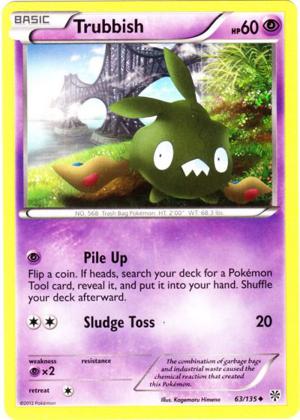 BASIC
Trubbish
HP60
NO. 568 Trash Bag Pokémon HT: 2'00" WT: 68.3 lbs.
Pile Up
Flip a coin. If heads, search your deck for a Pokémon
Tool card, reveal it, and put it into your hand. Shuffle
your deck afterward.
Sludge Toss 20
weakness
resistance
×2
retreat
The combination of garbage bags
and industrial waste caused the
chemical reaction that created
this Pokémon.
Illus. Kagemaru Himeno
63/135
©2012 Pokémon